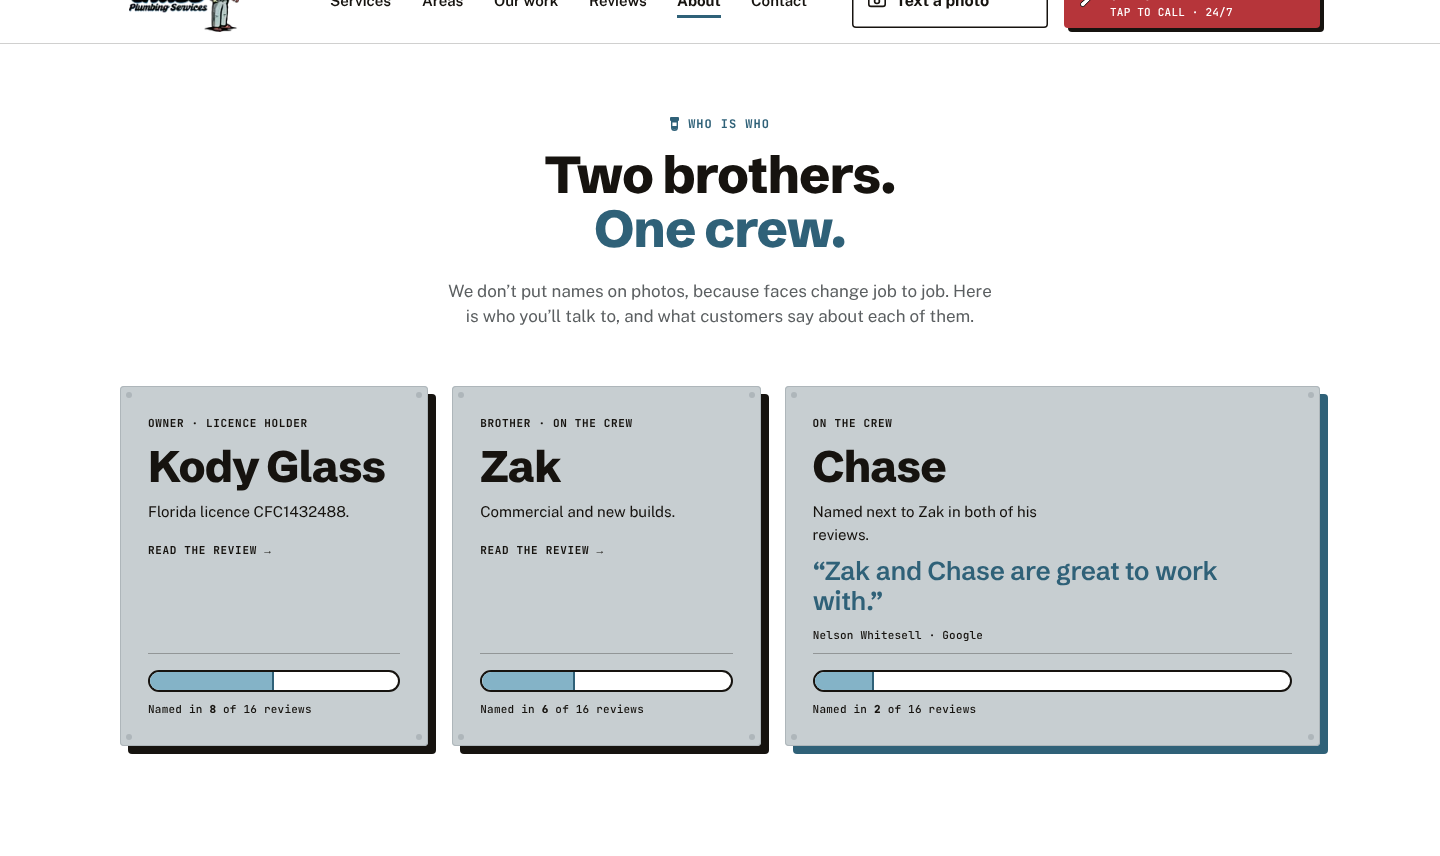 Plumbing Services
Services
Areas
Our work
Reviews
About
Contact
Text a photo
TAP TO CALL · 24/7
WHO IS WHO
Two brothers.
One crew.
We don’t put names on photos, because faces change job to job. Here
is who you’ll talk to, and what customers say about each of them.
OWNER · LICENCE HOLDER
Kody Glass
Florida licence CFC1432488.
READ THE REVIEW →
Named in 8 of 16 reviews
BROTHER · ON THE CREW
Zak
Commercial and new builds.
READ THE REVIEW →
Named in 6 of 16 reviews
ON THE CREW
Chase
Named next to Zak in both of his
reviews.
“Zak and Chase are great to work
with.”
Nelson Whitesell · Google
Named in 2 of 16 reviews